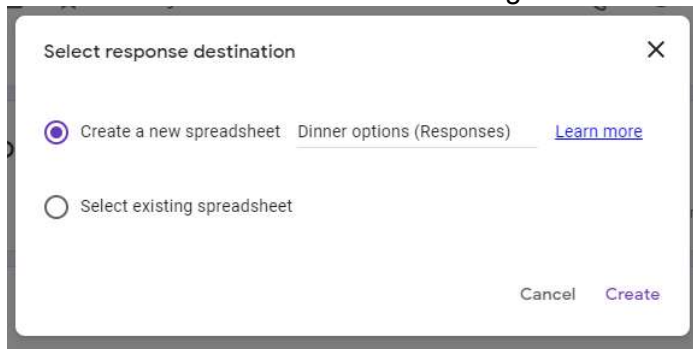 Select response destination
Create a new spreadsheet Dinner options (Responses) Learn more
Select existing spreadsheet
Cancel Create